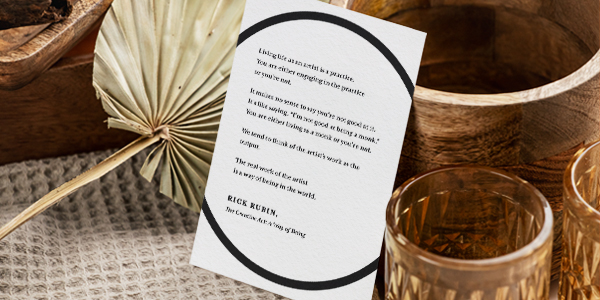 Living life as an artist is a practice.
You are either engaging in the practice
or you're not.
It makes no sense to say you're not good at it.
It's like saying, "I'm not good at being a monk."
You are either living as a monk or you're not.
We tend to think of the artist's work as the
output
The real work of the artist
is a way of being in the world.
RICK RUBIN,
The Creative Act: A Way of Being